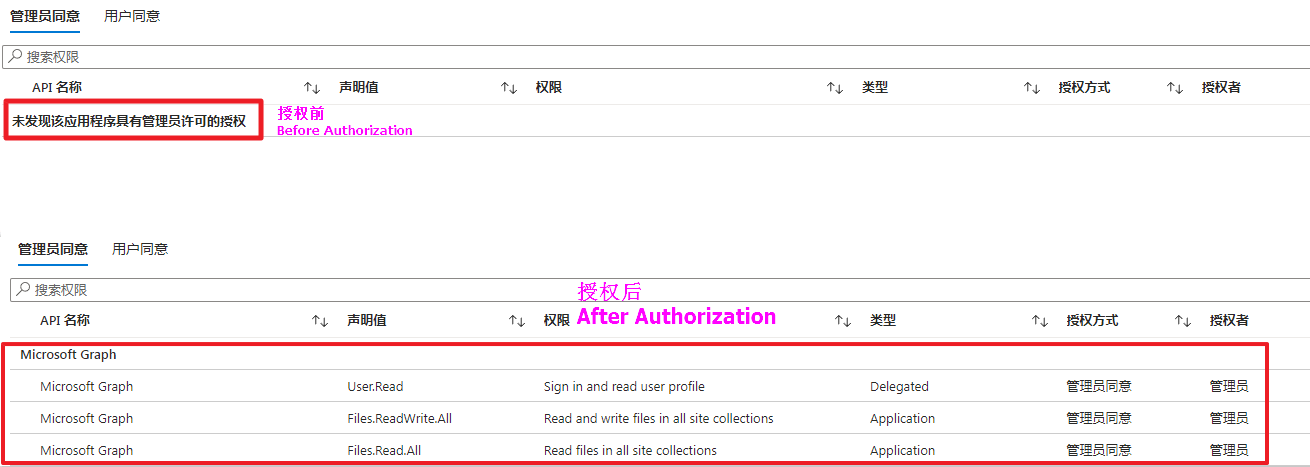 管理员同意 用户同意
搜索权限
API 名称 声明值 权限 类型 授权方式 授权者
未发现该应用程序具有管理员许可的授权 授权前
Before Authorization
管理员同意 用户同意
搜索权限 授权后
API 名称 声明值 权限 After Authorization 类型 授权方式 授权者
Microsoft Graph
Microsoft Graph User.Read Sign in and read user profile Delegated 管理员同意 管理员
Microsoft Graph Files.ReadWrite.All Read and write files in all site collections Application 管理员同意 管理员
Microsoft Graph Files.Read.All Read files in all site collections Application 管理员同意 管理员